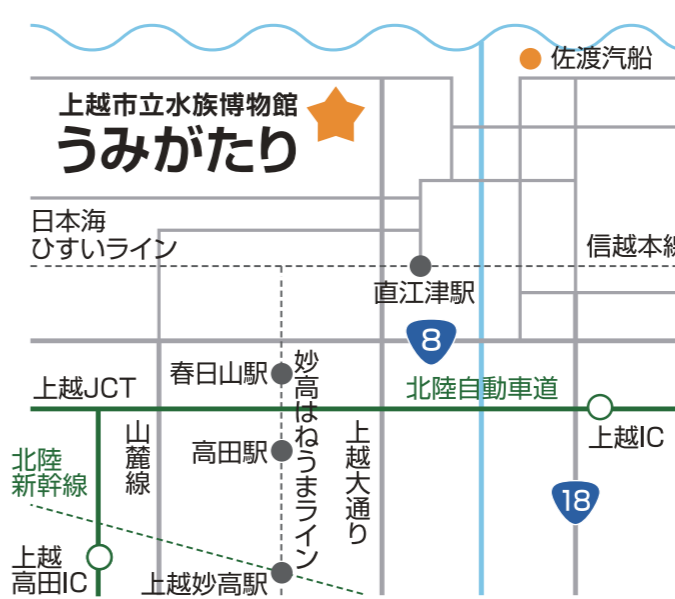 佐渡汽船
上越市立水族博物館
うみがたり
日本海
ひすいライン
信越本線
直江津駅
8
春日山駅
妙高はねうまライン
上越JCT
北陸自動車道
上越IC
山麓線
高田駅
上越大通り
北陸
新幹線
18
上越
高田IC
上越妙高駅